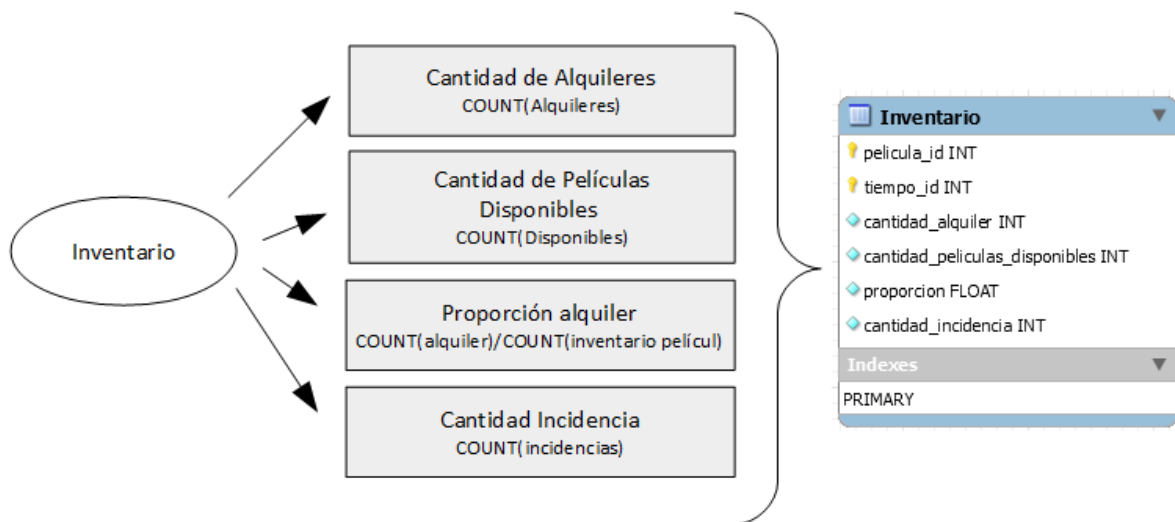 Inventario
Cantidad de Alquileres
COUNT(Alquileres)
Cantidad de Películas
Disponibles
COUNT(Disponibles)
Proporción alquiler
COUNT(alquiler)/COUNT(inventario películ)
Cantidad Incidencia
COUNT(incidencias)
Inventario
pelicula_id INT
tiempo_id INT
cantidad_alquiler INT
cantidad_peliculas_disponibles INT
proporcion FLOAT
cantidad_incidencia INT
Indexes
PRIMARY